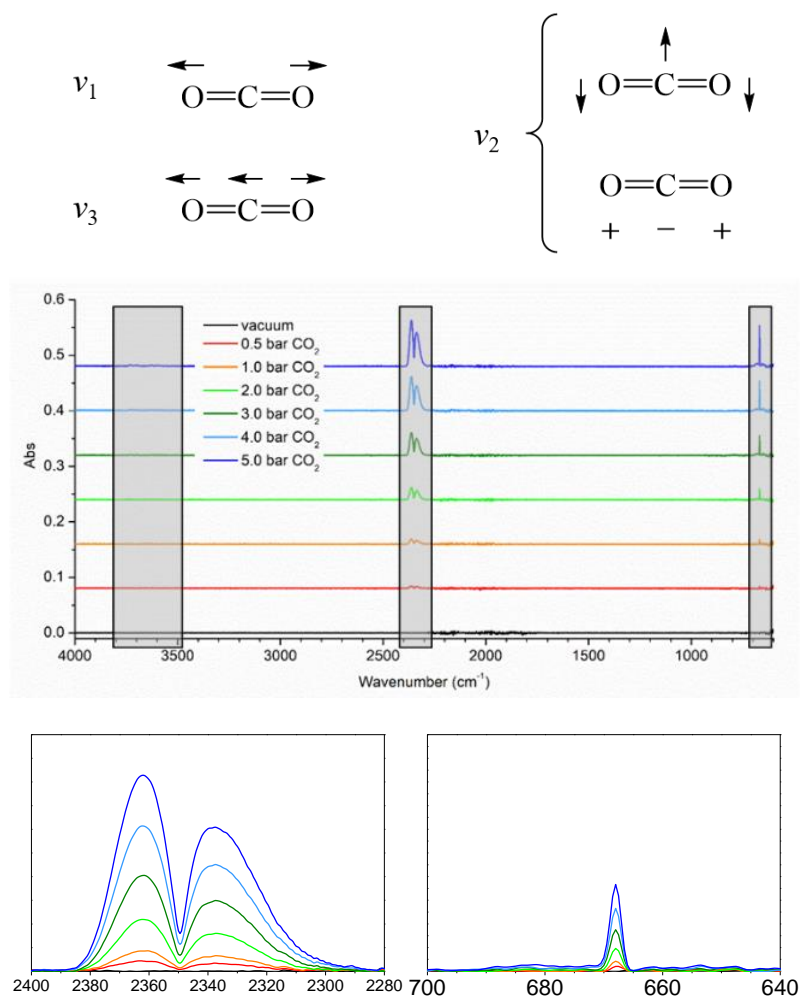 ν1
O=C=O
ν3
O=C=O
ν2
O=C=O
O=C=O
+ − +
0.6
0.5
0.4
0.3
0.2
0.1
0.0
Abs
vacuum
0.5 bar CO2
1.0 bar CO2
2.0 bar CO2
3.0 bar CO2
4.0 bar CO2
5.0 bar CO2
4000 3500 3000 2500 2000 1500 1000
Wavenumber (cm-1)
2400 2380 2360 2340 2320 2300 2280
700 680 660 640